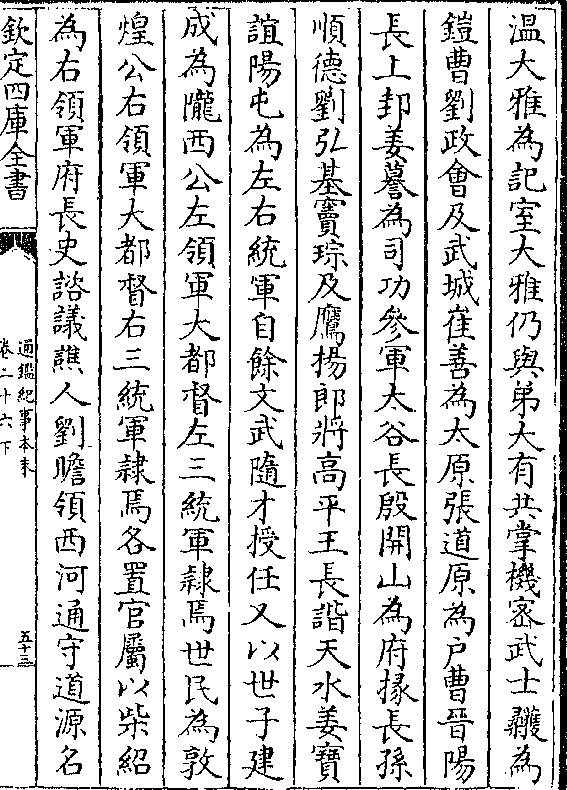 温大雅為記室大雅仍與弟大有共掌機宻武士彠為
鎧曹劉政會及武城崔善為太原張道原為户曹晉陽
長上邽姜謩為司功參軍太谷長殷開山為府掾長孫
順徳劉弘基竇琮及鷹揚郎將髙平王長諧天水姜寶
誼陽屯為左右統軍自餘文武隨才授任又以世子建
成為隴西公左領軍大都督左三統軍隸焉世民為敦
煌公右領軍大都督右三統軍隸焉各置官屬以柴紹
為右領軍府長史諮議譙人劉瞻領西河通守道源名
欽定四庫全書
通鑑紀事本末
卷二十六下
五十三